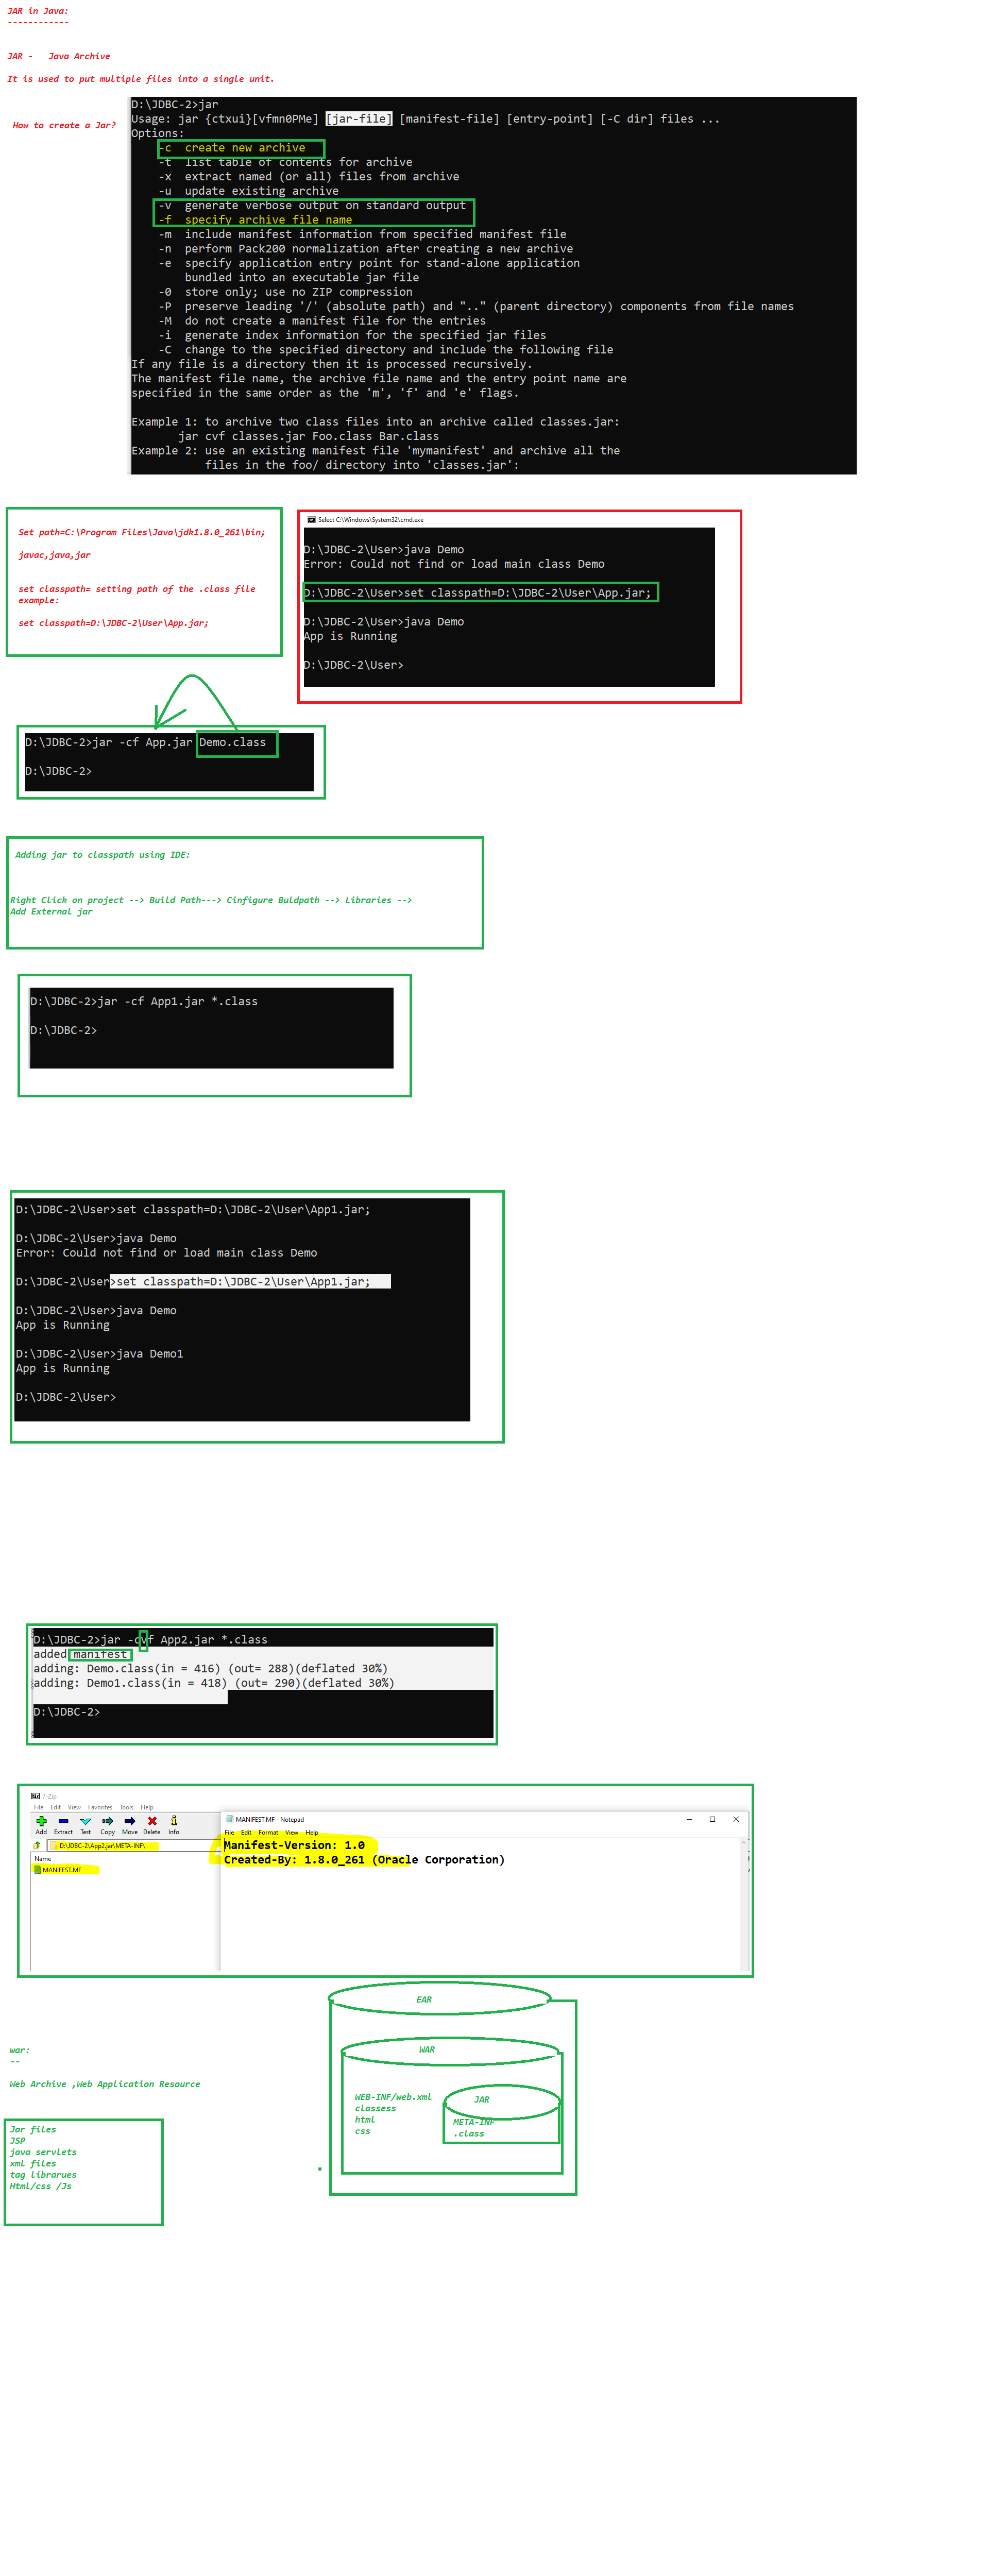 JAR in Java:
------------
JAR -   Java Archive
It is used to put multiple files into a single unit.
How to create a Jar?
D:\JDBC-2>jar
Usage: jar {ctxui}[vfmn0PMe] [jar-file] [manifest-file] [entry-point] [-C dir] files ...
Options:
    -c  create new archive
    -t  list table of contents for archive
    -x  extract named (or all) files from archive
    -u  update existing archive
    -v  generate verbose output on standard output
    -f  specify archive file name
    -m  include manifest information from specified manifest file
    -n  perform Pack200 normalization after creating a new archive
    -e  specify application entry point for stand-alone application
        bundled into an executable jar file
    -0  store only; use no ZIP compression
    -P  preserve leading '/' (absolute path) and ".." (parent directory) components from file names
    -M  do not create a manifest file for the entries
    -i  generate index information for the specified jar files
    -C  change to the specified directory and include the following file
If any file is a directory then it is processed recursively.
The manifest file name, the archive file name and the entry point name are
specified in the same order as the 'm', 'f' and 'e' flags.
Example 1: to archive two class files into an archive called classes.jar:
       jar cvf classes.jar Foo.class Bar.class
Example 2: use an existing manifest file 'mymanifest' and archive all the
           files in the foo/ directory into 'classes.jar':
Set path=C:\Program Files\Java\jdk1.8.0_261\bin;
javac,java,jar
set classpath= setting path of the .class file
example:
set classpath=D:\JDBC-2\User\App.jar;
Select C:\Windows\System32\cmd.exe
D:\JDBC-2\User>java Demo
Error: Could not find or load main class Demo
D:\JDBC-2\User>set classpath=D:\JDBC-2\User\App.jar;
D:\JDBC-2\User>java Demo
App is Running
D:\JDBC-2\User>
D:\JDBC-2>jar -cf App.jar Demo.class
D:\JDBC-2>
Adding jar to classpath using IDE:
Right Click on project --> Build Path---> Cinfigure Buldpath --> Libraries -->
Add External jar
D:\JDBC-2>jar -cf App1.jar *.class
D:\JDBC-2>
D:\JDBC-2\User>set classpath=D:\JDBC-2\User\App1.jar;
D:\JDBC-2\User>java Demo
Error: Could not find or load main class Demo
D:\JDBC-2\User>set classpath=D:\JDBC-2\User\App1.jar;
D:\JDBC-2\User>java Demo
App is Running
D:\JDBC-2\User>java Demo1
App is Running
D:\JDBC-2\User>
D:\JDBC-2>jar -cvf App2.jar *.class
added manifest
adding: Demo.class(in = 416) (out= 288)(deflated 30%)
adding: Demo1.class(in = 418) (out= 290)(deflated 30%)
D:\JDBC-2>
7-Zip
File Edit View Favorites Tools Help
Add Extract Test Copy Move Delete Info
D:\JDBC-2\App2.jar\META-INF\
Name
MANIFEST.MF
MANIFEST.MF - Notepad
File Edit Format View Help
Manifest-Version: 1.0
Created-By: 1.8.0_261 (Oracle Corporation)
EAR
WAR
WEB-INF/web.xml
classess
html
css
JAR
META-INF
.class
war:
--
Web Archive ,Web Application Resource
Jar files
JSP
java servlets
xml files
tag librarues
Html/css /Js